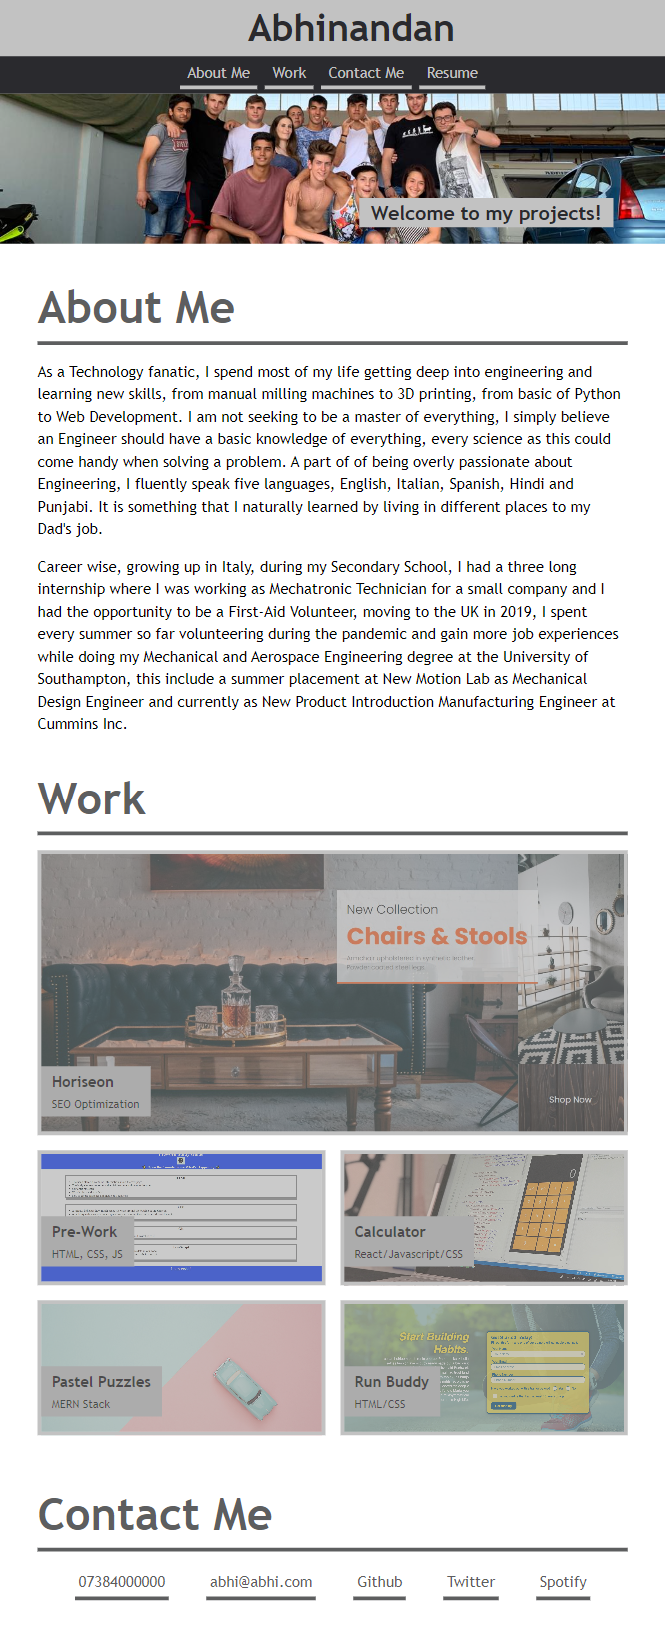 Abhinandan
About Me Work Contact Me Resume
Welcome to my projects!
About Me
As a Technology fanatic, I spend most of my life getting deep into engineering and
learning new skills, from manual milling machines to 3D printing, from basic of Python
to Web Development. I am not seeking to be a master of everything, I simply believe
an Engineer should have a basic knowledge of everything, every science as this could
come handy when solving a problem. A part of of being overly passionate about
Engineering, I fluently speak five languages, English, Italian, Spanish, Hindi and
Punjabi. It is something that I naturally learned by living in different places to my
Dad's job.
Career wise, growing up in Italy, during my Secondary School, I had a three long
internship where I was working as Mechatronic Technician for a small company and I
had the opportunity to be a First-Aid Volunteer, moving to the UK in 2019, I spent
every summer so far volunteering during the pandemic and gain more job experiences
while doing my Mechanical and Aerospace Engineering degree at the University of
Southampton, this include a summer placement at New Motion Lab as Mechanical
Design Engineer and currently as New Product Introduction Manufacturing Engineer at
Cummins Inc.
Work
New Collection
Chairs & Stools
Armchair upholstered in synthetic leather
Powder coated steel legs
Horiseon
SEO Optimization
Shop Now
Pre-Work
HTML, CSS, JS
Calculator
React/Javascript/CSS
Pastel Puzzles
MERN Stack
Start Building
Habits.
Run Buddy
HTML/CSS
Contact Me
07384000000 abhi@abhi.com Github Twitter Spotify